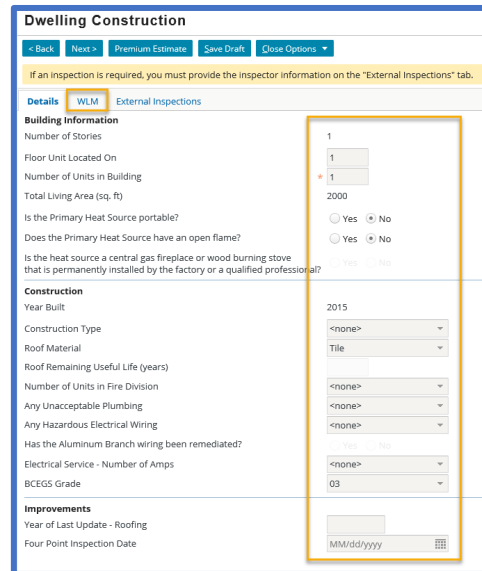 Dwelling Construction
< Back Next > Premium Estimate Save Draft Close Options
If an inspection is required, you must provide the inspector information on the "External Inspections" tab.
Details WLM External Inspections
Building Information
Number of Stories 1
Floor Unit Located On 1
Number of Units in Building * 1
Total Living Area (sq. ft) 2000
Is the Primary Heat Source portable? Yes No
Does the Primary Heat Source have an open flame? Yes No
Is the heat source a central gas fireplace or wood burning stove
that is permanently installed by the factory or a qualified professional? Yes No
Construction
Year Built 2015
Construction Type <none>
Roof Material Tile
Roof Remaining Useful Life (years)
Number of Units in Fire Division <none>
Any Unacceptable Plumbing <none>
Any Hazardous Electrical Wiring <none>
Has the Aluminum Branch wiring been remediated? Yes No
Electrical Service - Number of Amps <none>
BCEGS Grade 03
Improvements
Year of Last Update - Roofing
Four Point Inspection Date MM/dd/yyyy